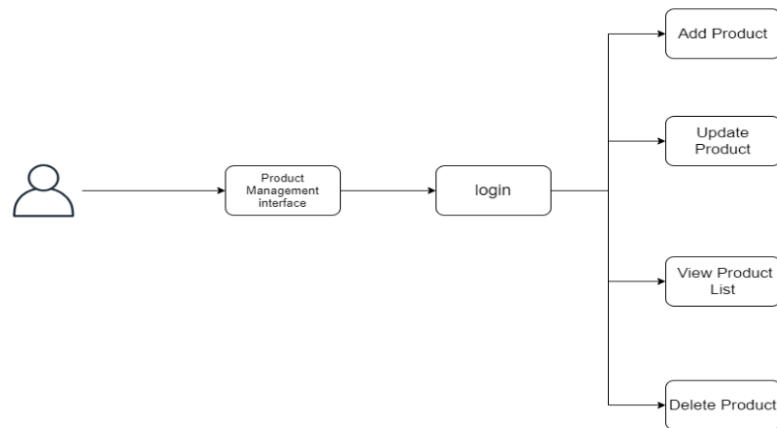 Add Product
Update
Product
Product
Management
interface
login
View Product
List
Delete Product